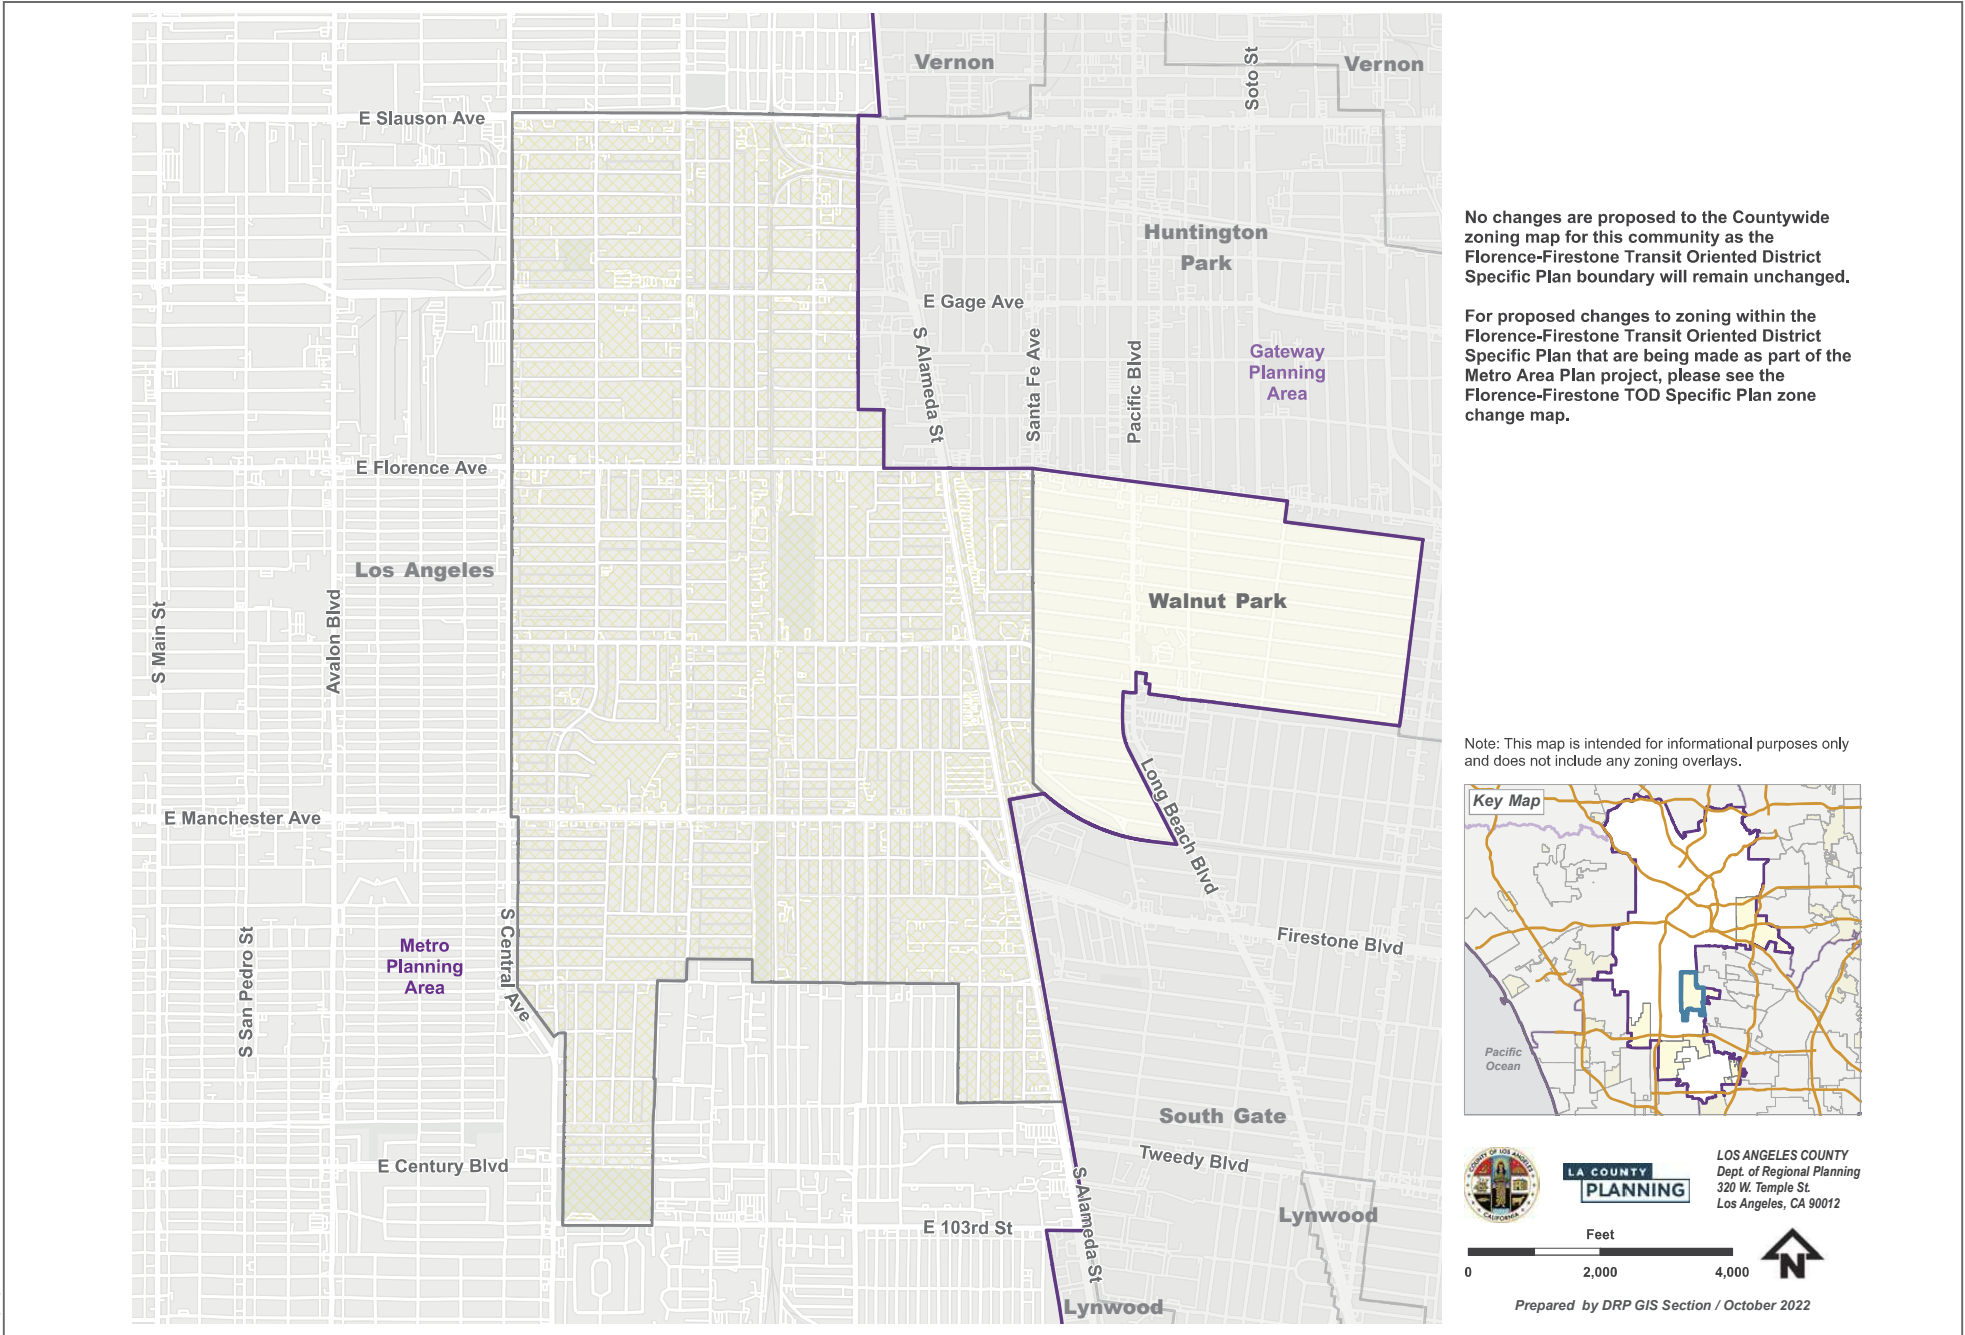 Vernon
Soto St
Vernon
E Slauson Ave
Huntington
Park
E Gage Ave
S Alameda St
Santa Fe Ave
Pacific Blvd
Gateway
Planning
Area
E Florence Ave
Los Angeles
Walnut Park
S Main St
Avalon Blvd
Long Beach Blvd
E Manchester Ave
S Central Ave
Firestone Blvd
S San Pedro St
Metro
Planning
Area
South Gate
E Century Blvd
Tweedy Blvd
S Alameda St
E 103rd St
Lynwood
Lynwood
No changes are proposed to the Countywide
zoning map for this community as the
Florence-Firestone Transit Oriented District
Specific Plan boundary will remain unchanged.
For proposed changes to zoning within the
Florence-Firestone Transit Oriented District
Specific Plan that are being made as part of the
Metro Area Plan project, please see the
Florence-Firestone TOD Specific Plan zone
change map.
Note: This map is intended for informational purposes only
and does not include any zoning overlays.
Key Map
Pacific
Ocean
COUNTY OF LOS ANGELES
CALIFORNIA
LA COUNTY
PLANNING
LOS ANGELES COUNTY
Dept. of Regional Planning
320 W. Temple St.
Los Angeles, CA 90012
Feet
0 2,000 4,000
N
Prepared by DRP GIS Section / October 2022